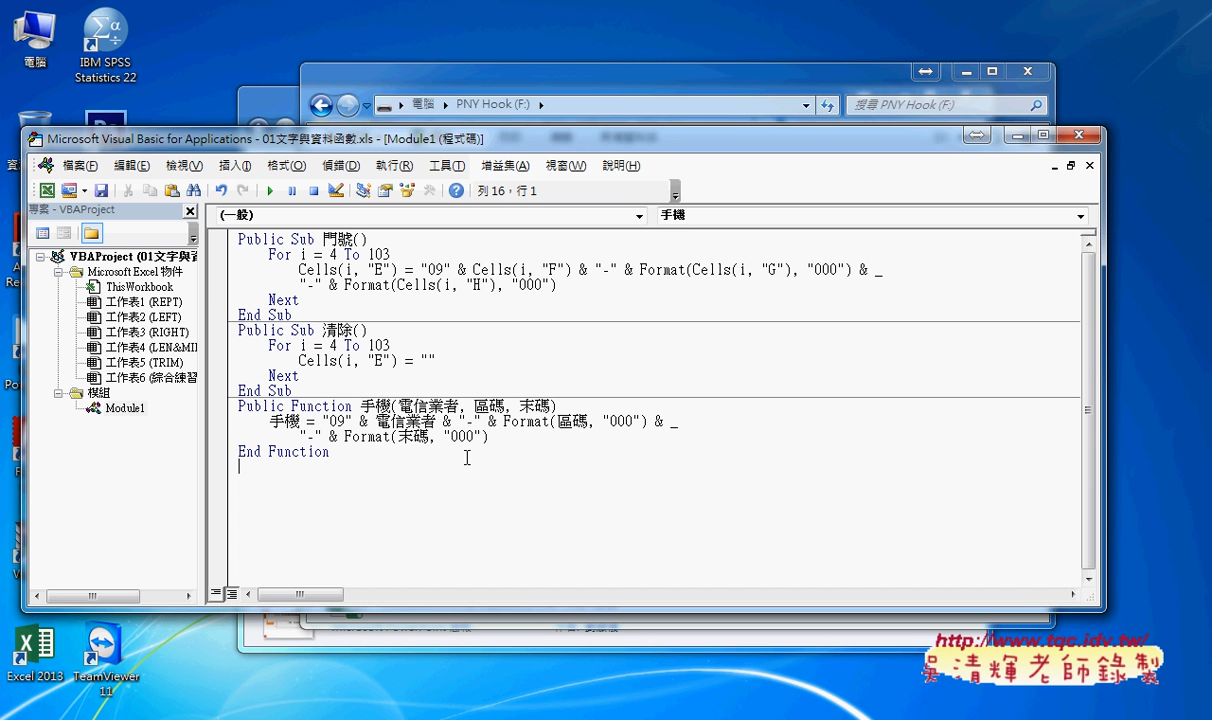 電腦
IBM SPSS
Statistics 22
電腦
PNY Hook (F:)
搜尋 PNY Hook (F:)
Microsoft Visual Basic for Applications - 01文字與資料函數.xls - [Module1 (程式碼)]
檔案(F) 編輯(E) 檢視(V) 插入(I) 格式(O) 偵錯(D) 執行(R) 工具(T) 增益集(A) 視窗(W) 說明(H)
列 16，行 1
專案 - VBAProject
(一般)
手機
VBAProject (01文字與資
Microsoft Excel 物件
ThisWorkbook
工作表1 (REPT)
工作表2 (LEFT)
工作表3 (RIGHT)
工作表4 (LEN&MI
工作表5 (TRIM)
工作表6 (綜合練習
模組
Module1
Public Sub 門號()
For i = 4 To 103
Cells(i, "E") = "09" & Cells(i, "F") & "-" & Format(Cells(i, "G"), "000") & _
"-" & Format(Cells(i, "H"), "000")
Next
End Sub
Public Sub 清除()
For i = 4 To 103
Cells(i, "E") = ""
Next
End Sub
Public Function 手機(電信業者, 區碼, 末碼)
手機 = "09" & 電信業者 & "-" & Format(區碼, "000") & _
"-" & Format(末碼, "000")
End Function
Excel 2013
TeamViewer
11
http://www.tqc.idv.tw/
吳清輝老師錄製